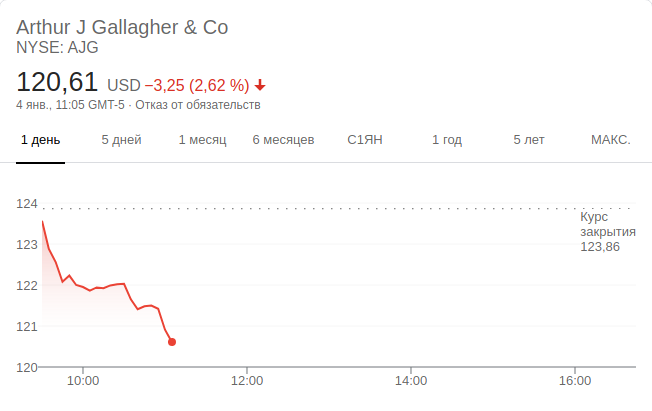 Arthur J Gallagher & Co
NYSE: AJG
120,61 USD −3,25 (2,62 %)
4 янв., 11:05 GMT-5 · Отказ от обязательств
1 день 5 дней 1 месяц 6 месяцев С1ЯН 1 год 5 лет МАКС.
124
Курс
закрытия
123,86
123
122
121
120
10:00 12:00 14:00 16:00